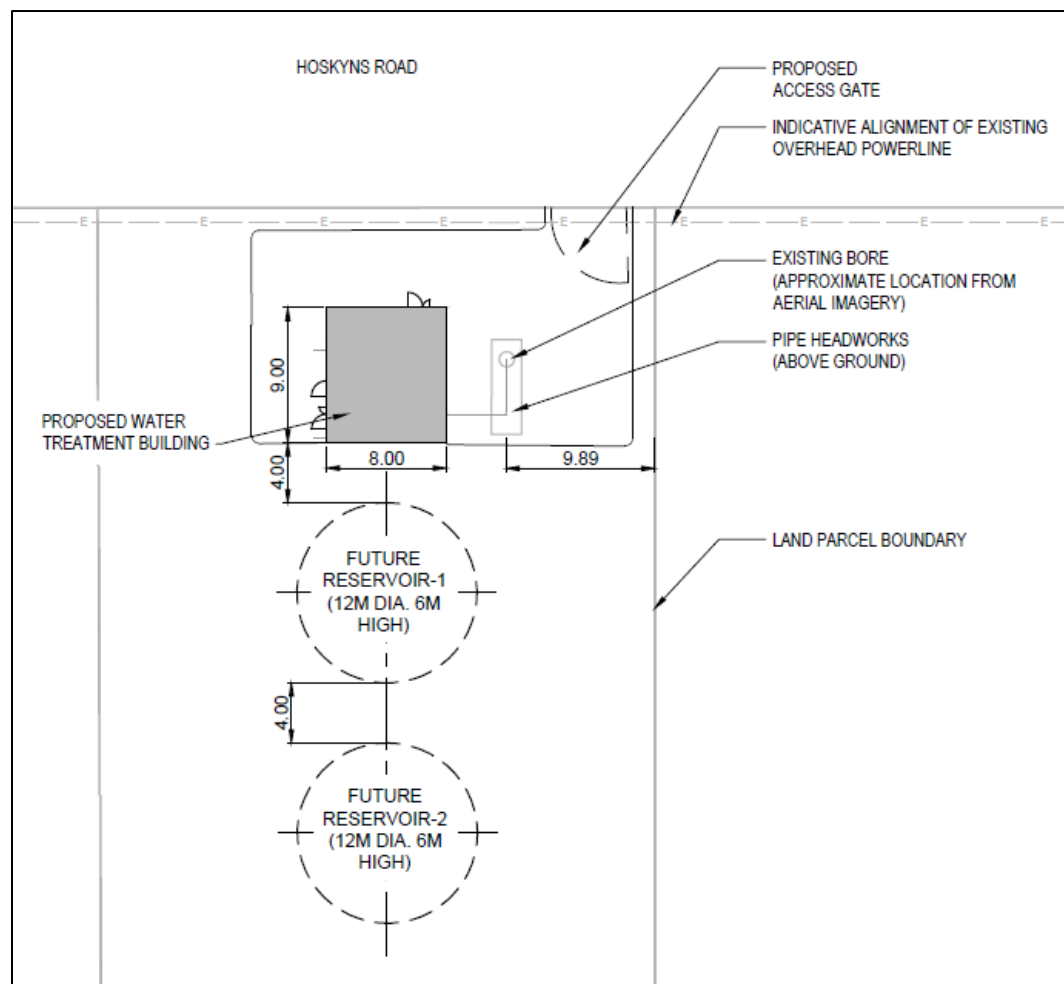 HOSKYNS ROAD
PROPOSED
ACCESS GATE
INDICATIVE ALIGNMENT OF EXISTING
OVERHEAD POWERLINE
E
E
E
E
E
E
E
E
E
EXISTING BORE
(APPROXIMATE LOCATION FROM
AERIAL IMAGERY)
PIPE HEADWORKS
(ABOVE GROUND)
9.00
PROPOSED WATER
TREATMENT BUILDING
8.00
9.89
4.00
FUTURE
RESERVOIR-1
(12M DIA. 6M
HIGH)
LAND PARCEL BOUNDARY
4.00
FUTURE
RESERVOIR-2
(12M DIA. 6M
HIGH)